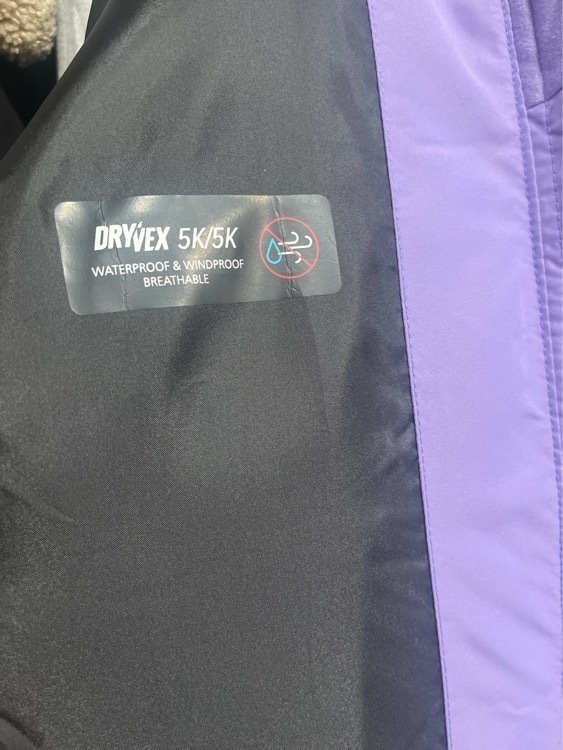 DRYVEX 5K/5K
WATERPROOF & WINDPROOF
BREATHABLE